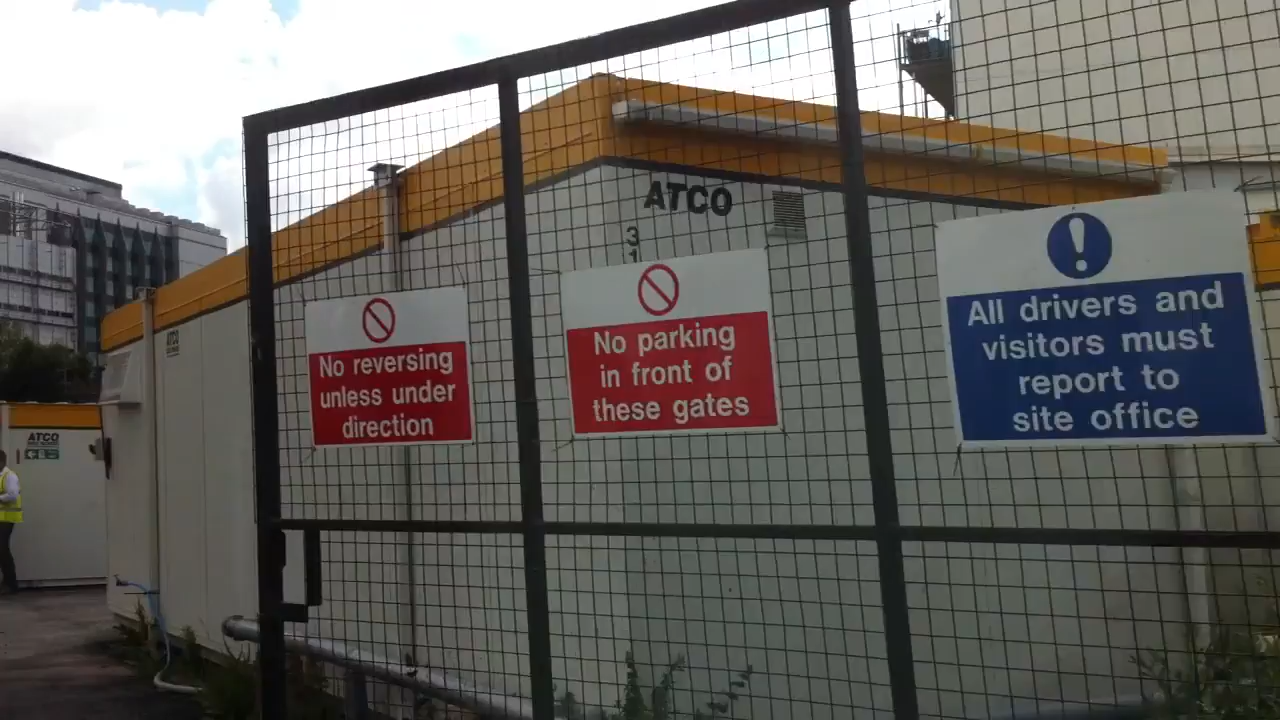 ATCO
3
1
No reversing
unless under
direction
No parking
in front of
these gates
All drivers and
visitors must
report to
site office
ATCO
ATCO